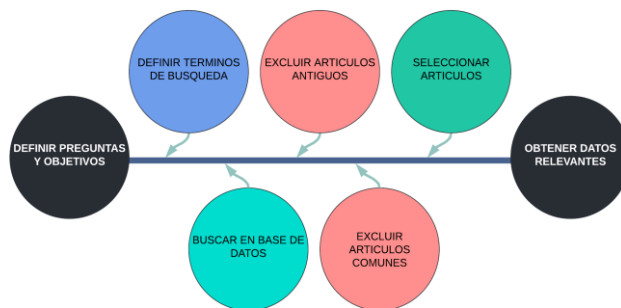 DEFINIR PREGUNTAS
Y OBJETIVOS
DEFINIR TERMINOS
DE BUSQUEDA
BUSCAR EN BASE DE
DATOS
EXCLUIR ARTICULOS
ANTIGUOS
EXCLUIR
ARTICULOS
COMUNES
SELECCIONAR
ARTICULOS
OBTENER DATOS
RELEVANTES